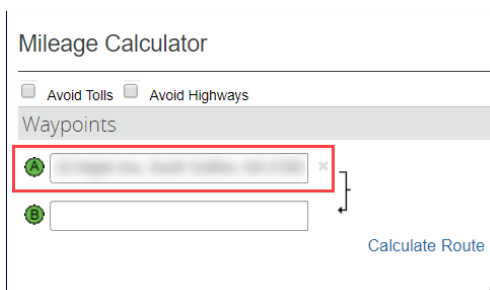 Mileage Calculator
Avoid Tolls Avoid Highways
Waypoints
A
B
Calculate Route